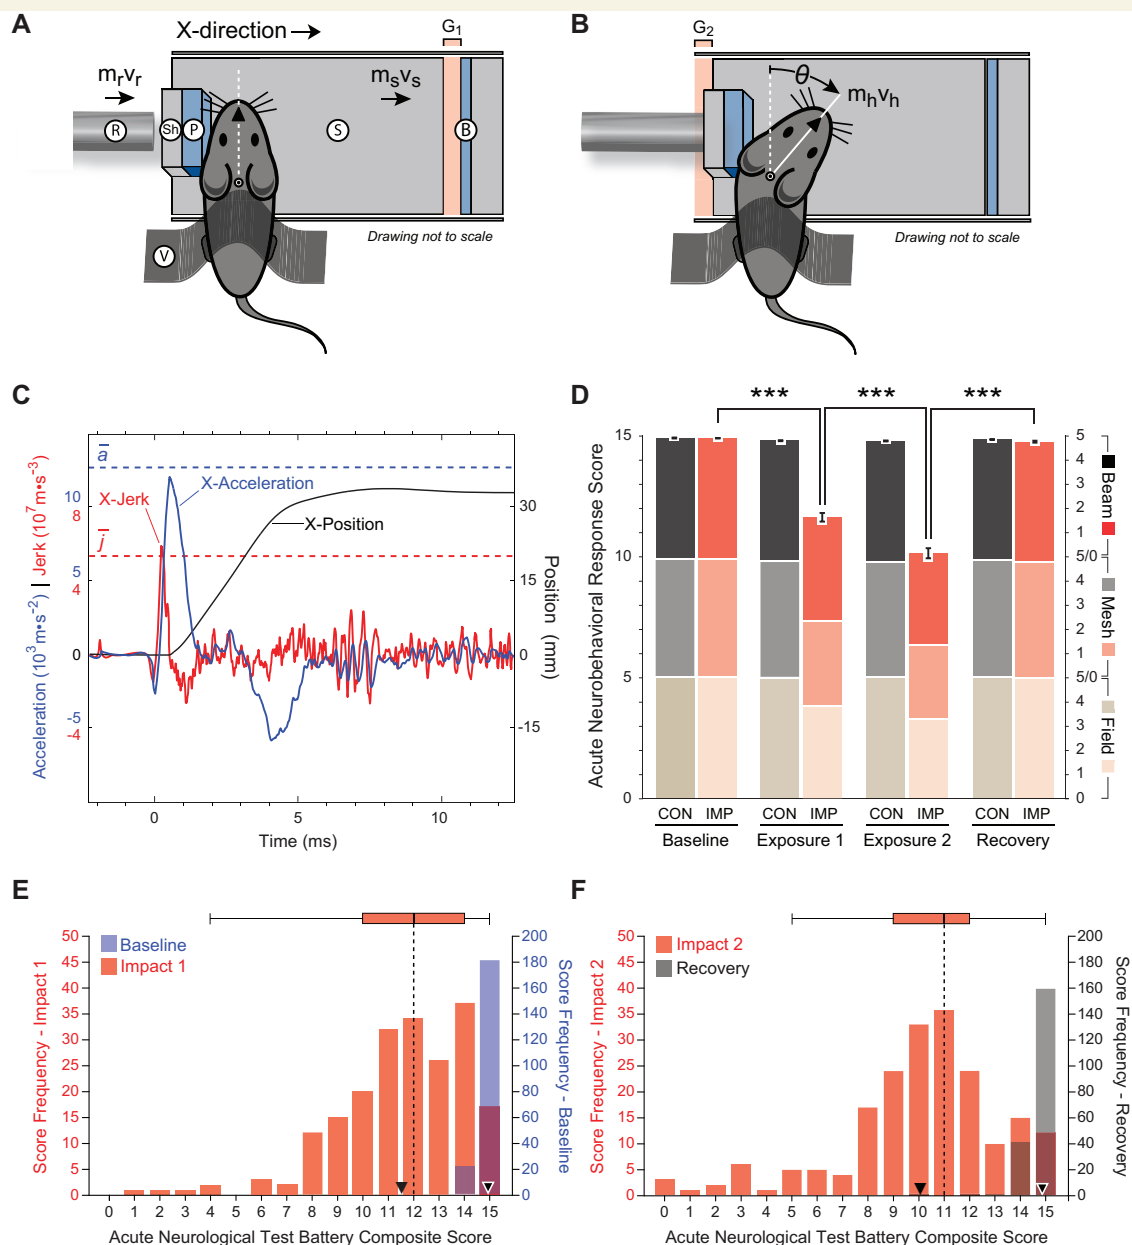 A
X-direction
G1
mrvr
msvs
R
Sh
P
S
B
V
Drawing not to scale
B
G2
θ
mhvh
Drawing not to scale
C
a
X-Acceleration
X-Jerk
X-Position
j
Acceleration (10³ m•s⁻²) | Jerk (10⁷ m•s⁻³)
10
8
5
4
0
-5
-4
30
15
0
-15
Position (mm)
0 5 10
Time (ms)
D
*** *** ***
Acute Neurobehavioral Response Score
15
10
5
0
5
4
3
2
1
5/0
4
3
2
1
5/0
4
3
2
1
0
Beam
Mesh
Field
CON IMP CON IMP CON IMP CON IMP
Baseline Exposure 1 Exposure 2 Recovery
E
Baseline
Impact 1
Score Frequency - Impact 1
50
45
40
35
30
25
20
15
10
5
0
200
180
160
140
120
100
80
60
40
20
0
Score Frequency - Baseline
0 1 2 3 4 5 6 7 8 9 10 11 12 13 14 15
Acute Neurological Test Battery Composite Score
F
Impact 2
Recovery
Score Frequency - Impact 2
50
45
40
35
30
25
20
15
10
5
0
200
180
160
140
120
100
80
60
40
20
0
Score Frequency - Recovery
0 1 2 3 4 5 6 7 8 9 10 11 12 13 14 15
Acute Neurological Test Battery Composite Score